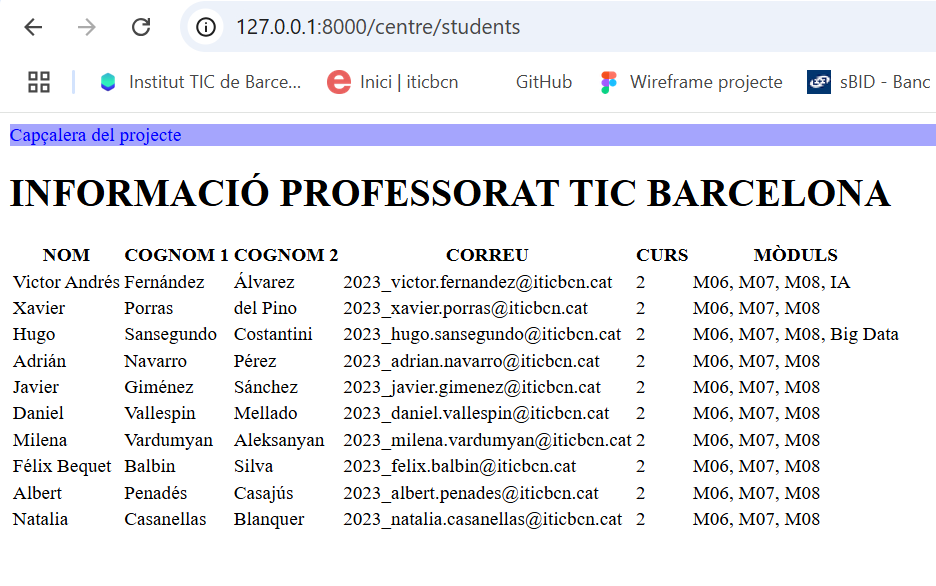 127.0.0.1:8000/centre/students
Institut TIC de Barce... Inici | iticbcn GitHub Wireframe projecte sBID - Banc
Capçalera del projecte
INFORMACIÓ PROFESSORAT TIC BARCELONA
NOM COGNOM 1 COGNOM 2 CORREU CURS MÒDULS
Victor Andrés Fernández Álvarez 2023_victor.fernandez@iticbcn.cat 2 M06, M07, M08, IA
Xavier Porras del Pino 2023_xavier.porras@iticbcn.cat 2 M06, M07, M08
Hugo Sansegundo Costantini 2023_hugo.sansegundo@iticbcn.cat 2 M06, M07, M08, Big Data
Adrián Navarro Pérez 2023_adrian.navarro@iticbcn.cat 2 M06, M07, M08
Javier Giménez Sánchez 2023_javier.gimenez@iticbcn.cat 2 M06, M07, M08
Daniel Vallespin Mellado 2023_daniel.vallespin@iticbcn.cat 2 M06, M07, M08
Milena Vardumyan Aleksanyan 2023_milena.vardumyan@iticbcn.cat 2 M06, M07, M08
Félix Bequet Balbin Silva 2023_felix.balbin@iticbcn.cat 2 M06, M07, M08
Albert Penadés Casajús 2023_albert.penades@iticbcn.cat 2 M06, M07, M08
Natalia Casanellas Blanquer 2023_natalia.casanellas@iticbcn.cat 2 M06, M07, M08